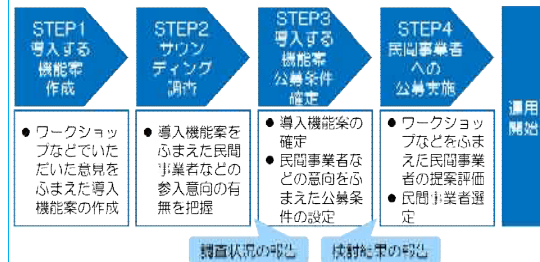 STEP1
導入する
機能案
作成
STEP2
サウン
ディング
調査
STEP3
導入する
機能案
公募条件
確定
STEP4
民間事業者
への
公募実施
運用
開始
● ワークショッ
プなどでいた
だいた意見を
ふまえた導入
機能案の作成
● 導入機能案を
ふまえた民間
事業者などの
参入意向の有
無を把握
● 導入機能案の
確定
● 民間事業者な
どの意向をふ
まえた公募条
件の設定
● ワークショッ
プなどをふま
えた民間事業
者の提案評価
● 民間事業者選
定
調査状況の報告
検討結果の報告